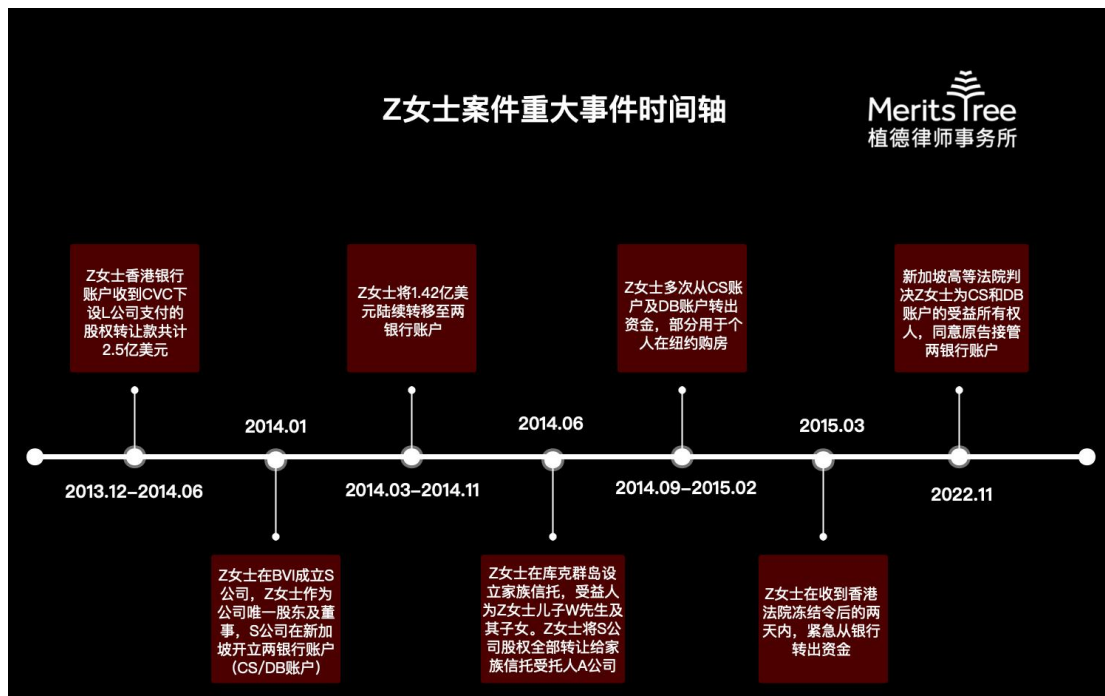 Z女士案件重大事件时间轴
MeritsTree
植德律师事务所
Z女士香港银行
账户收到CVC下
设L公司支付的
股权转让款共计
2.5亿美元
Z女士将1.42亿美
元陆续转移至两
银行账户
Z女士多次从CS账
户及DB账户转出
资金，部分用于个
人在纽约购房
新加坡高等法院判
决Z女士为CS和DB
账户的受益所有权
人，同意原告接管
两银行账户
2014.01
2014.06
2015.03
2013.12-2014.06
2014.03-2014.11
2014.09-2015.02
2022.11
Z女士在BVI成立S
公司，Z女士作为
公司唯一股东及董
事，S公司在新加
坡开立两银行账户
（CS/DB账户）
Z女士在库克群岛设
立家族信托，受益人
为Z女士儿子W先生及
其子女。Z女士将S公
司股权全部转让给家
族信托受托人A公司
Z女士在收到香港
法院冻结令后的两
天内，紧急从银行
转出资金